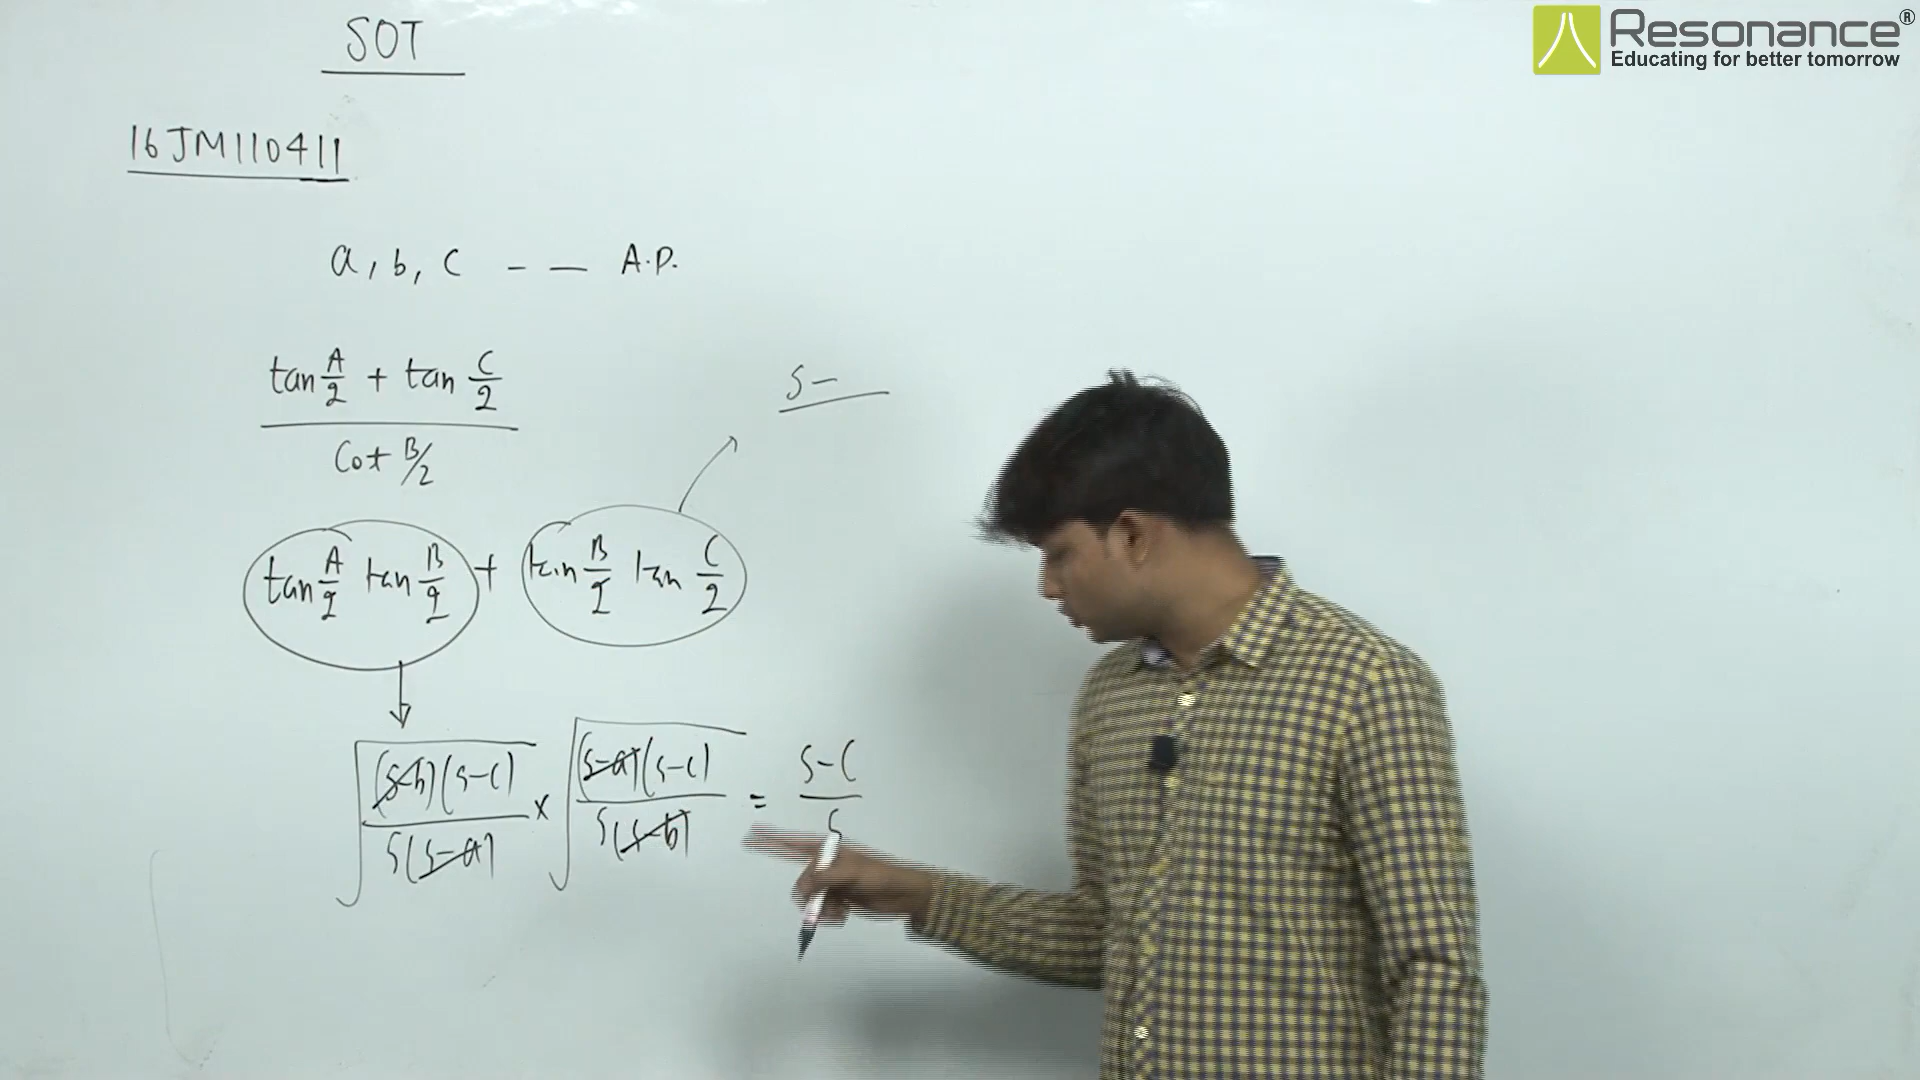 SOT
Resonance®
Educating for better tomorrow
16JM110411
a, b, c - — A.P.
tan A/2 + tan C/2
Cot B/2
S-
tan A/2 tan B/2 + tan B/2 tan C/2
√((s-b)(s-c) / s(s-a)) × √((s-a)(s-c) / s(s-b)) = s-c / s